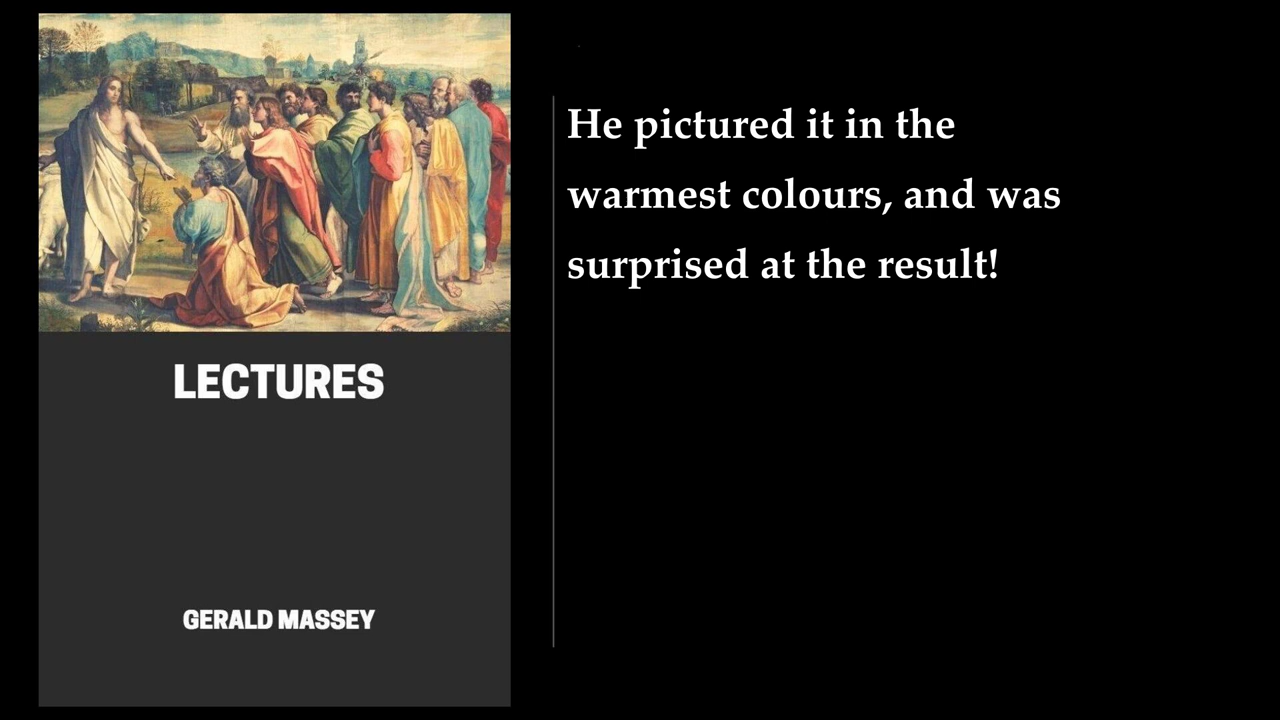 LECTURES
GERALD MASSEY
He pictured it in the
warmest colours, and was
surprised at the result!